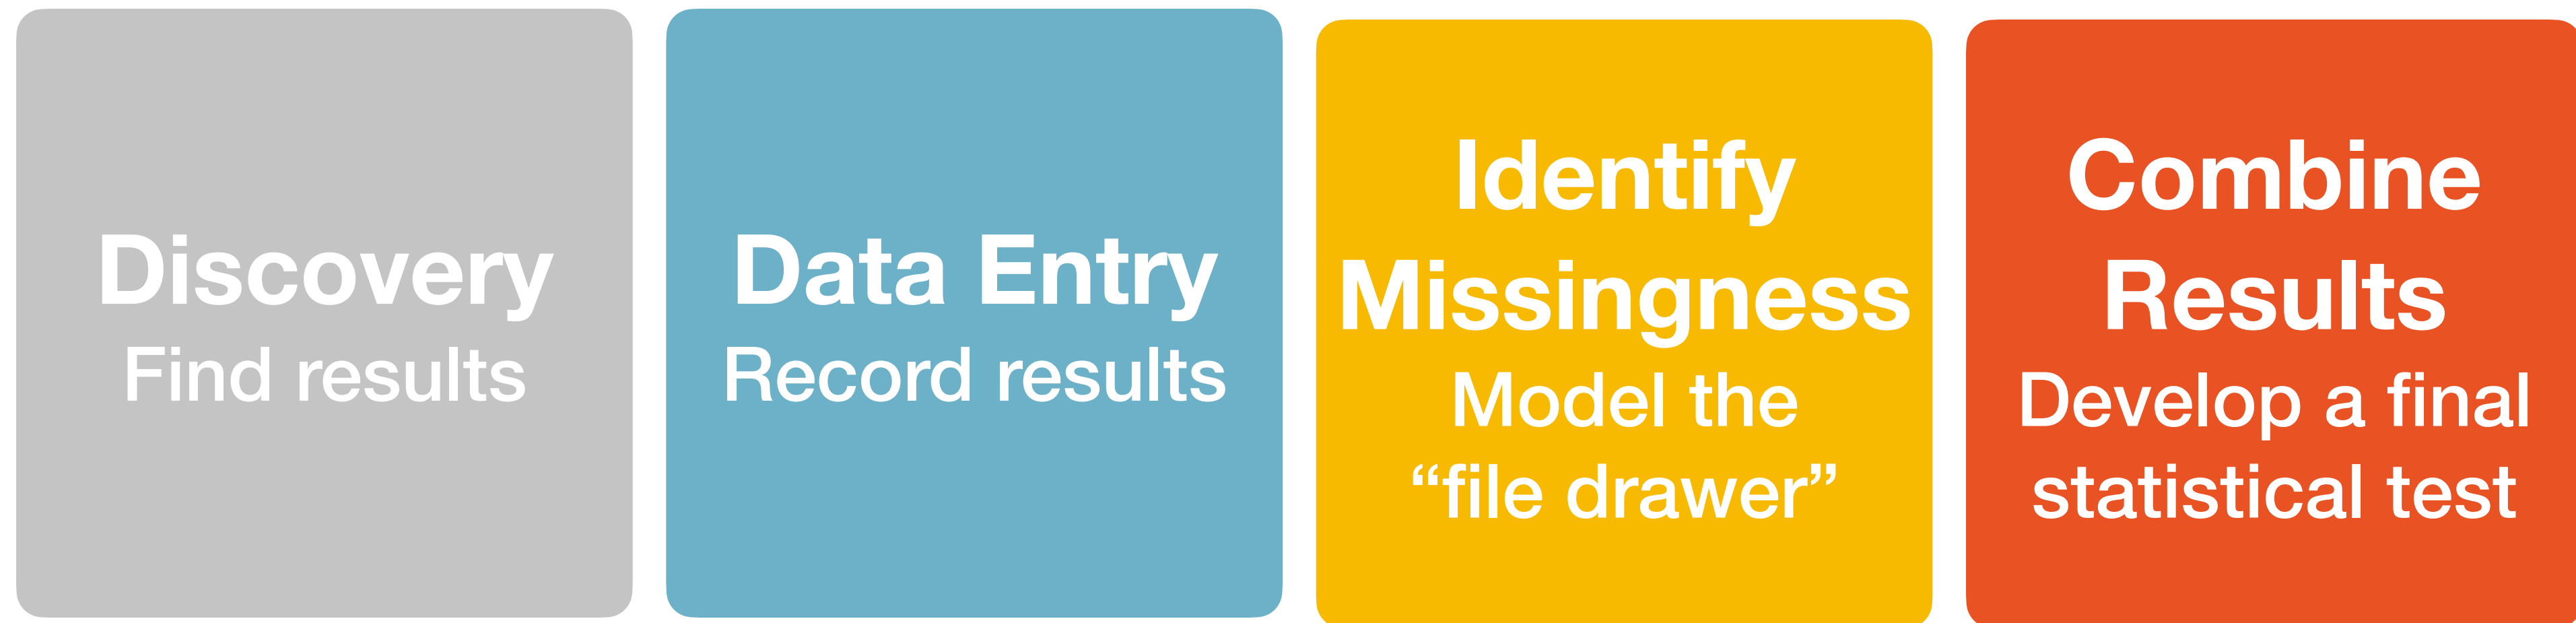 Discovery
Find results
Data Entry
Record results
Identify
Missingness
Model the
“file drawer”
Combine
Results
Develop a final
statistical test